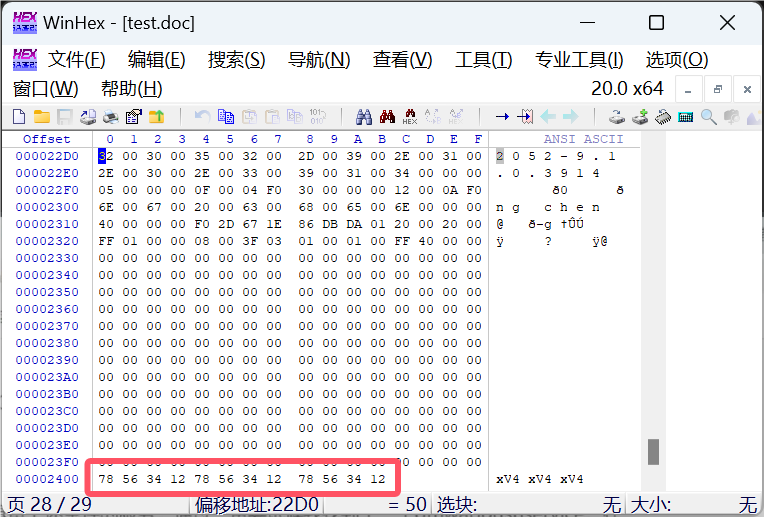 WinHex - [test.doc]
文件(F) 编辑(E) 搜索(S) 导航(N) 查看(V) 工具(T) 专业工具(I) 选项(O)
窗口(W) 帮助(H) 20.0 x64
Offset 0 1 2 3 4 5 6 7 8 9 A B C D E F ANSI ASCII
000022D0 32 00 30 00 35 00 32 00 2D 00 39 00 2E 00 31 00 2 0 5 2 - 9 . 1
000022E0 2E 00 30 00 2E 00 33 00 39 00 31 00 34 00 00 00 . 0 . 3 9 1 4
000022F0 05 00 00 00 0F 00 04 F0 30 00 00 00 12 00 0A F0 ð0 ð
00002300 6E 00 67 00 20 00 63 00 68 00 65 00 6E 00 00 00 n g c h e n
00002310 40 00 00 00 F0 2D 67 1E 86 DB DA 01 20 00 20 00 @ ð-g †ÛÚ
00002320 FF 01 00 00 08 00 3F 03 01 00 01 00 FF 40 00 00 ÿ ? ÿ@
00002330 00 00 00 00 00 00 00 00 00 00 00 00 00 00 00 00
00002340 00 00 00 00 00 00 00 00 00 00 00 00 00 00 00 00
00002350 00 00 00 00 00 00 00 00 00 00 00 00 00 00 00 00
00002360 00 00 00 00 00 00 00 00 00 00 00 00 00 00 00 00
00002370 00 00 00 00 00 00 00 00 00 00 00 00 00 00 00 00
00002380 00 00 00 00 00 00 00 00 00 00 00 00 00 00 00 00
00002390 00 00 00 00 00 00 00 00 00 00 00 00 00 00 00 00
000023A0 00 00 00 00 00 00 00 00 00 00 00 00 00 00 00 00
000023B0 00 00 00 00 00 00 00 00 00 00 00 00 00 00 00 00
000023C0 00 00 00 00 00 00 00 00 00 00 00 00 00 00 00 00
000023D0 00 00 00 00 00 00 00 00 00 00 00 00 00 00 00 00
000023E0 00 00 00 00 00 00 00 00 00 00 00 00 00 00 00 00
000023F0 00 00 00 00 00 00 00 00 00 00 00 00 00 00 00 00
00002400 78 56 34 12 78 56 34 12 78 56 34 12 xV4 xV4 xV4
页 28 / 29 偏移地址:22D0 = 50 选块: 无 大小: 无